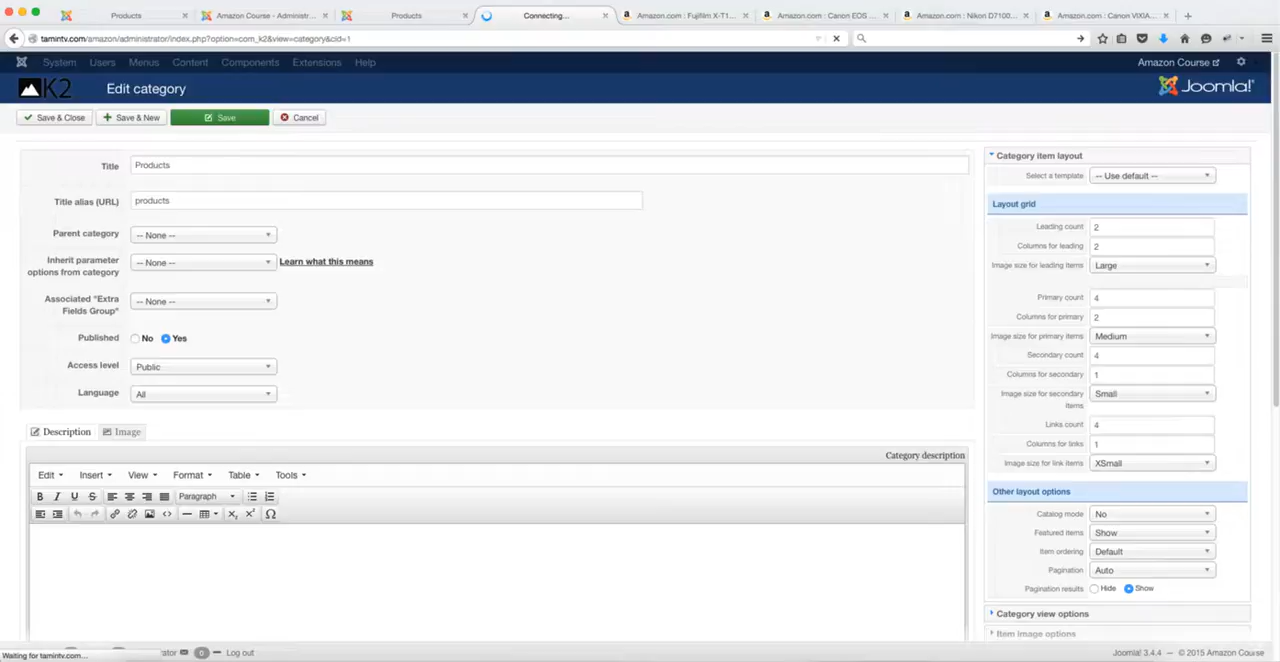 Products
Amazon Course - Administr...
Products
Connecting...
Amazon.com : Fujifilm X-T1...
Amazon.com : Canon EOS ...
Amazon.com : Nikon D7100...
Amazon.com : Canon VIXIA...
tamintv.com/amazon/administrator/index.php?option=com_k2&view=category&cid=1
System Users Menus Content Components Extensions Help
Amazon Course
K2 Edit category
Joomla!
Save & Close
Save & New
Save
Cancel
Title Products
Title alias (URL) products
Parent category -- None --
Inherit parameter
options from category
-- None --
Learn what this means
Associated "Extra
Fields Group"
-- None --
Published No Yes
Access level Public
Language All
Description
Image
Category description
Edit Insert View Format Table Tools
B I U S Paragraph
Category item layout
Select a template -- Use default --
Layout grid
Leading count 2
Columns for leading 2
Image size for leading items Large
Primary count 4
Columns for primary 2
Image size for primary items Medium
Secondary count 4
Columns for secondary 1
Image size for secondary
items
Small
Links count 4
Columns for links 1
Image size for link items XSmall
Other layout options
Catalog mode No
Featured items Show
Item ordering Default
Pagination Auto
Pagination results Hide Show
Category view options
Item image options
Waiting for tamintv.com...
rator
0
Log out
Joomla! 3.4.4 — © 2015 Amazon Course